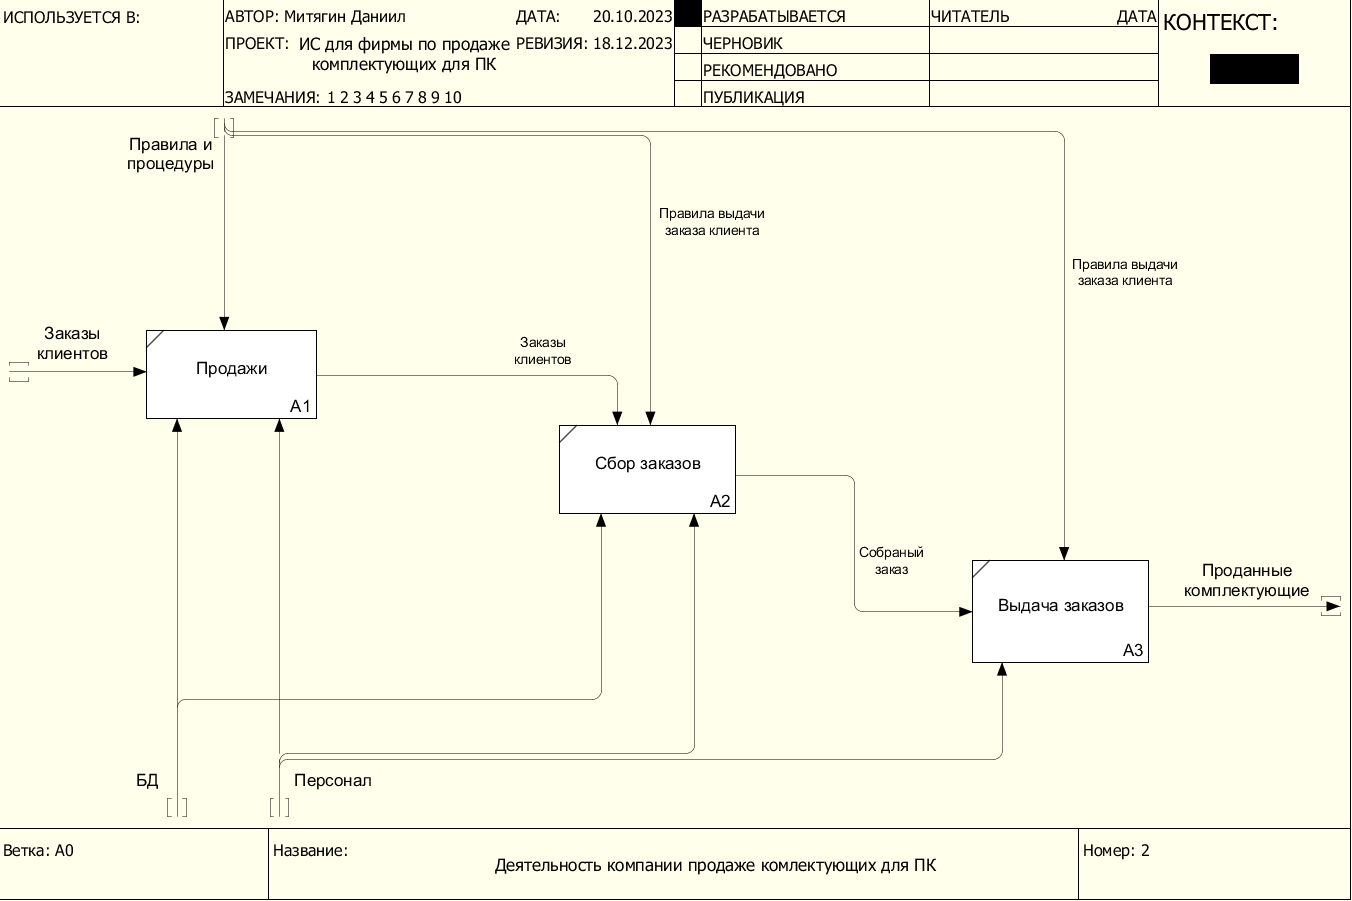 ИСПОЛЬЗУЕТСЯ В:
АВТОР: Митягин Даниил
ДАТА: 20.10.2023
ПРОЕКТ: ИС для фирмы по продаже
комплектующих для ПК
РЕВИЗИЯ: 18.12.2023
ЗАМЕЧАНИЯ: 1 2 3 4 5 6 7 8 9 10
РАЗРАБАТЫВАЕТСЯ
ЧЕРНОВИК
РЕКОМЕНДОВАНО
ПУБЛИКАЦИЯ
ЧИТАТЕЛЬ
ДАТА
КОНТЕКСТ:
Правила и
процедуры
Правила выдачи
заказа клиента
Правила выдачи
заказа клиента
Заказы
клиентов
Продажи
A1
Заказы
клиентов
Сбор заказов
A2
Собраный
заказ
Выдача заказов
A3
Проданные
комплектующие
БД
Персонал
Ветка: A0
Название:
Деятельность компании продаже комлектующих для ПК
Номер: 2